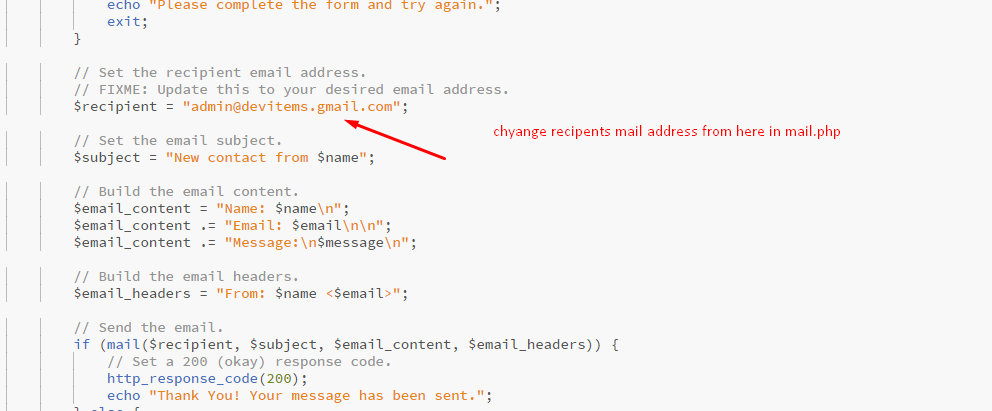 echo "Please complete the form and try again.";
exit;
}
// Set the recipient email address.
// FIXME: Update this to your desired email address.
$recipient = "admin@devitems.gmail.com";
chyange recipents mail address from here in mail.php
// Set the email subject.
$subject = "New contact from $name";
// Build the email content.
$email_content = "Name: $name\n";
$email_content .= "Email: $email\n\n";
$email_content .= "Message:\n$message\n";
// Build the email headers.
$email_headers = "From: $name <$email>";
// Send the email.
if (mail($recipient, $subject, $email_content, $email_headers)) {
// Set a 200 (okay) response code.
http_response_code(200);
echo "Thank You! Your message has been sent.";
} else {